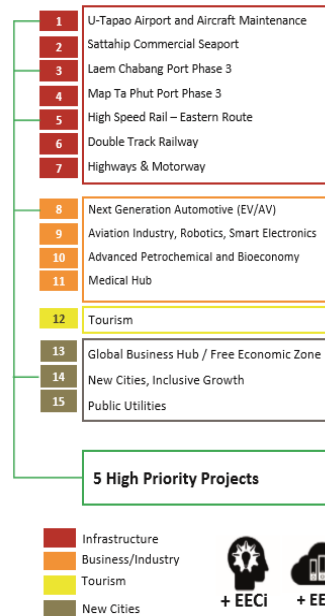 1 U-Tapao Airport and Aircraft Maintenance
2 Sattahip Commercial Seaport
3 Laem Chabang Port Phase 3
4 Map Ta Phut Port Phase 3
5 High Speed Rail – Eastern Route
6 Double Track Railway
7 Highways & Motorway
8 Next Generation Automotive (EV/AV)
9 Aviation Industry, Robotics, Smart Electronics
10 Advanced Petrochemical and Bioeconomy
11 Medical Hub
12 Tourism
13 Global Business Hub / Free Economic Zone
14 New Cities, Inclusive Growth
15 Public Utilities
5 High Priority Projects
Infrastructure
Business/Industry
Tourism
New Cities
+ EECi